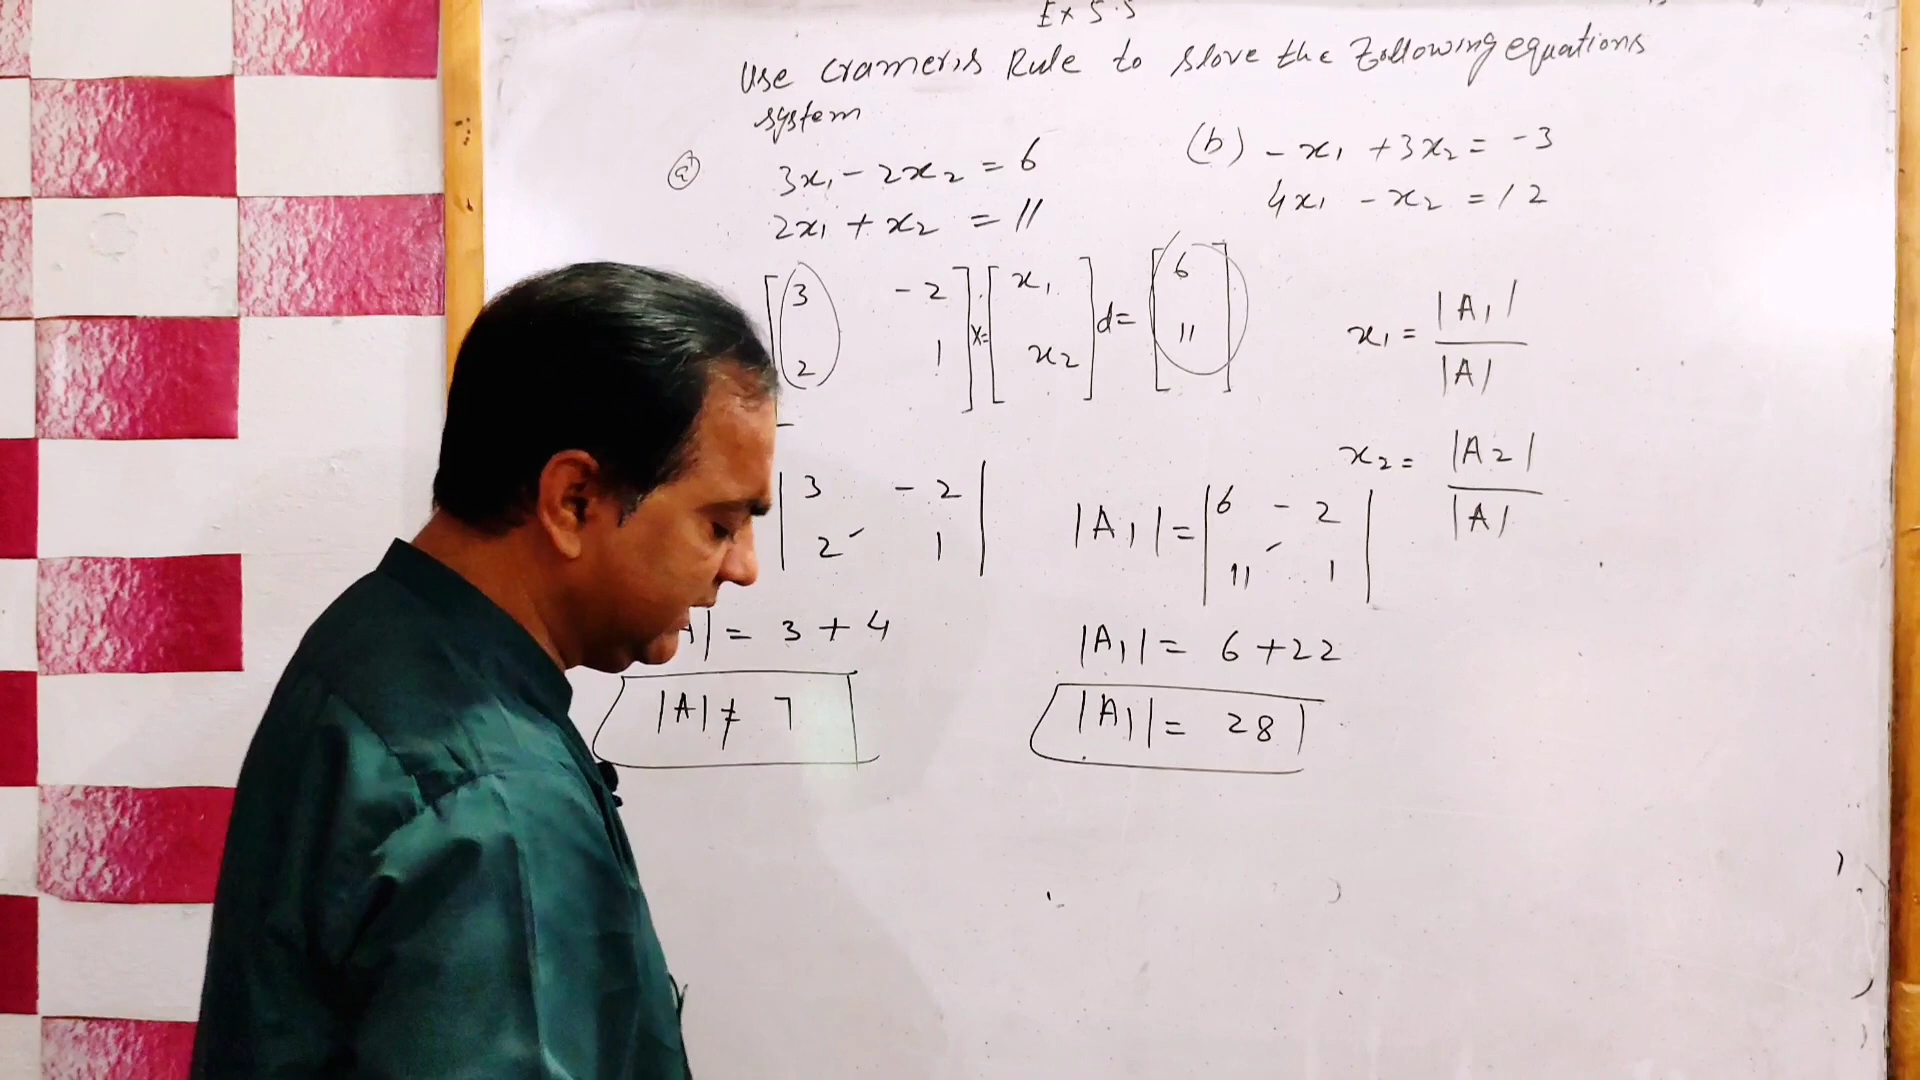 Ex 5.5
Use Cramer's Rule to slove the following equations
system
(a) 3x₁ - 2x₂ = 6
2x₁ + x₂ = 11
(b) -x₁ + 3x₂ = -3
4x₁ - x₂ = 12
[3 -2] x= [x₁] d= [6]
[2 1] [x₂] [11]
x₁ = |A₁| / |A|
x₂ = |A₂| / |A|
|3 -2|
|2 1|
|A₁| = |6 -2|
|11 1|
A| = 3 + 4
|A| ≠ 7
|A₁| = 6 + 22
|A₁| = 28